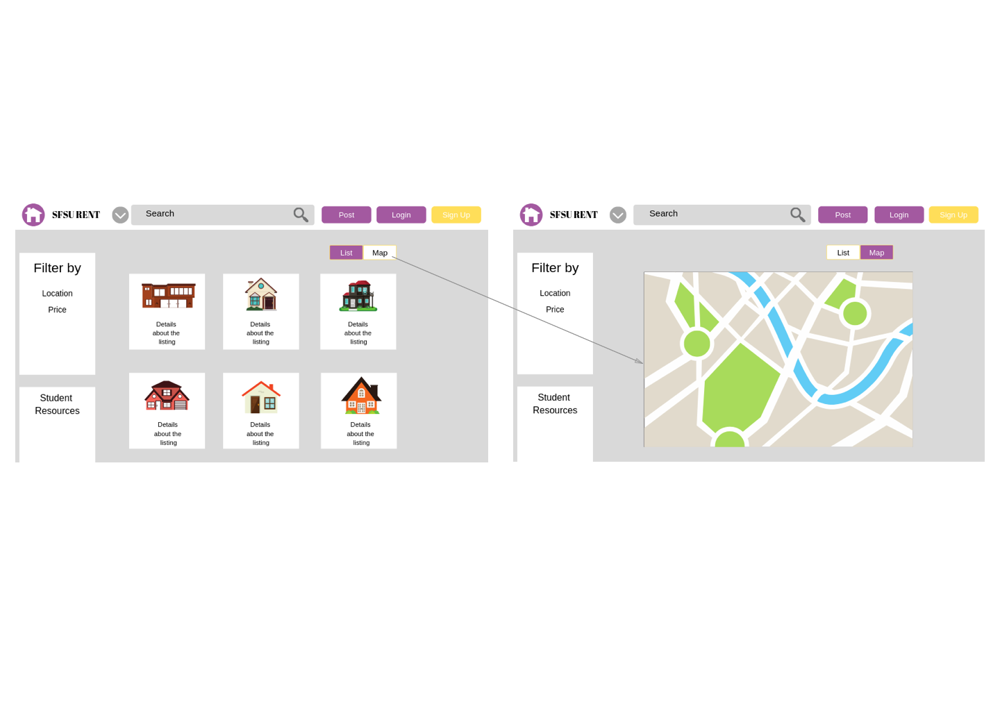 SFSU RENT
Search
Post
Login
Sign Up
List
Map
Filter by
Location
Price
Details
about the
listing
Details
about the
listing
Details
about the
listing
Student
Resources
Details
about the
listing
Details
about the
listing
Details
about the
listing
SFSU RENT
Search
Post
Login
Sign Up
List
Map
Filter by
Location
Price
Student
Resources